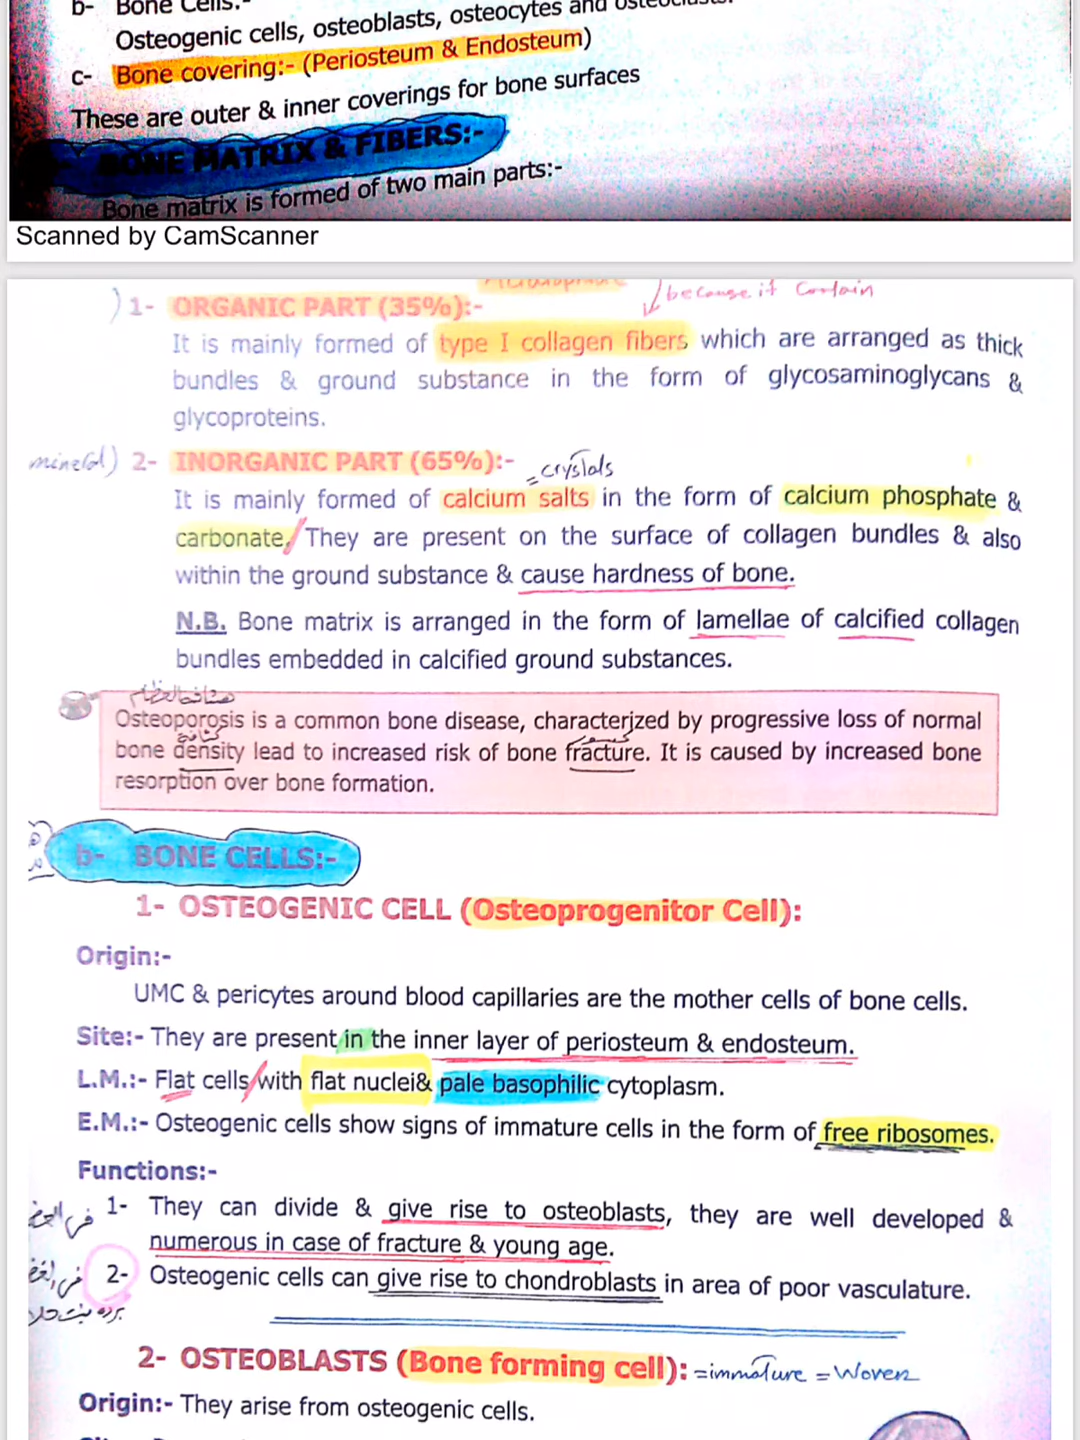 b- Bone Cells:-
Osteogenic cells, osteoblasts, osteocytes and osteoclasts.
c- Bone covering:- (Periosteum & Endosteum)
These are outer & inner coverings for bone surfaces
BONE MATRIX & FIBERS:-
Bone matrix is formed of two main parts:-
Scanned by CamScanner
because it Contain
1- ORGANIC PART (35%):-
It is mainly formed of type I collagen fibers which are arranged as thick
bundles & ground substance in the form of glycosaminoglycans &
glycoproteins.
2- INORGANIC PART (65%):-
= crystals
It is mainly formed of calcium salts in the form of calcium phosphate &
carbonate. They are present on the surface of collagen bundles & also
within the ground substance & cause hardness of bone.
N.B. Bone matrix is arranged in the form of lamellae of calcified collagen
bundles embedded in calcified ground substances.
Osteoporosis is a common bone disease, characterized by progressive loss of normal
bone density lead to increased risk of bone fracture. It is caused by increased bone
resorption over bone formation.
b- BONE CELLS:-
1- OSTEOGENIC CELL (Osteoprogenitor Cell):
Origin:-
UMC & pericytes around blood capillaries are the mother cells of bone cells.
Site:- They are present in the inner layer of periosteum & endosteum.
L.M.:- Flat cells with flat nuclei& pale basophilic cytoplasm.
E.M.:- Osteogenic cells show signs of immature cells in the form of free ribosomes.
Functions:-
1- They can divide & give rise to osteoblasts, they are well developed &
numerous in case of fracture & young age.
2- Osteogenic cells can give rise to chondroblasts in area of poor vasculature.
2- OSTEOBLASTS (Bone forming cell): =immature = Woven
Origin:- They arise from osteogenic cells.